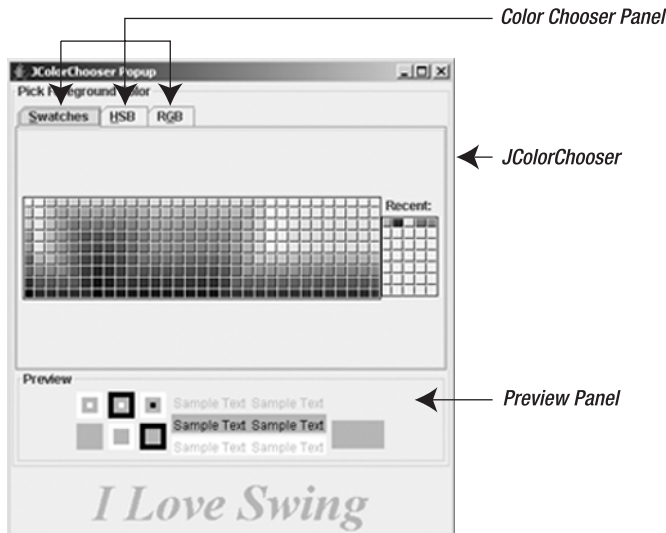 Color Chooser Panel
JColorChooser Popup
Pick Foreground Color
Swatches HSB RGB
JColorChooser
Recent:
Preview
Sample Text Sample Text
Preview Panel
Sample Text Sample Text
Sample Text Sample Text
I Love Swing